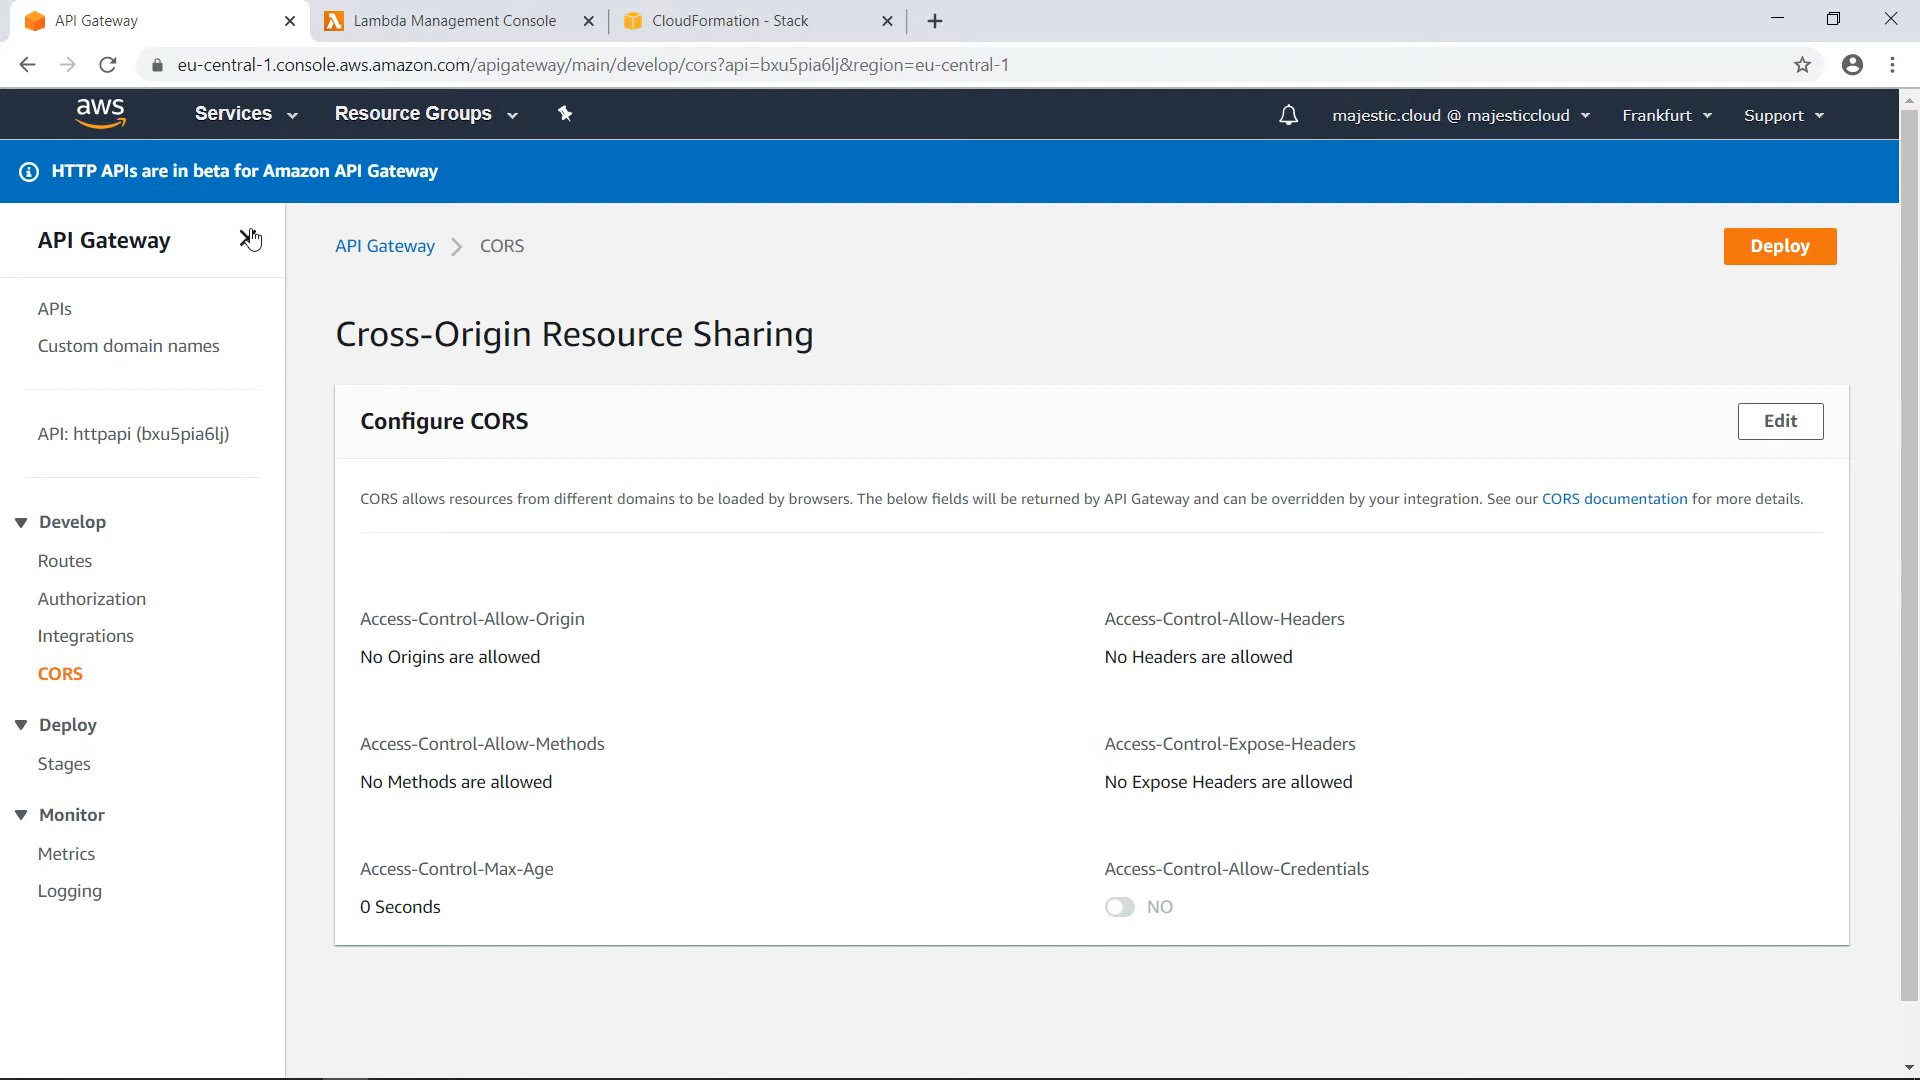 API Gateway
Lambda Management Console
CloudFormation - Stack
eu-central-1.console.aws.amazon.com/apigateway/main/develop/cors?api=bxu5pia6lj&region=eu-central-1
aws
Services
Resource Groups
majestic.cloud @ majesticcloud
Frankfurt
Support
HTTP APIs are in beta for Amazon API Gateway
API Gateway
APIs
Custom domain names
API: httpapi (bxu5pia6lj)
Develop
Routes
Authorization
Integrations
CORS
Deploy
Stages
Monitor
Metrics
Logging
API Gateway
CORS
Deploy
Cross-Origin Resource Sharing
Configure CORS
Edit
CORS allows resources from different domains to be loaded by browsers. The below fields will be returned by API Gateway and can be overridden by your integration. See our CORS documentation for more details.
Access-Control-Allow-Origin
No Origins are allowed
Access-Control-Allow-Headers
No Headers are allowed
Access-Control-Allow-Methods
No Methods are allowed
Access-Control-Expose-Headers
No Expose Headers are allowed
Access-Control-Max-Age
0 Seconds
Access-Control-Allow-Credentials
NO